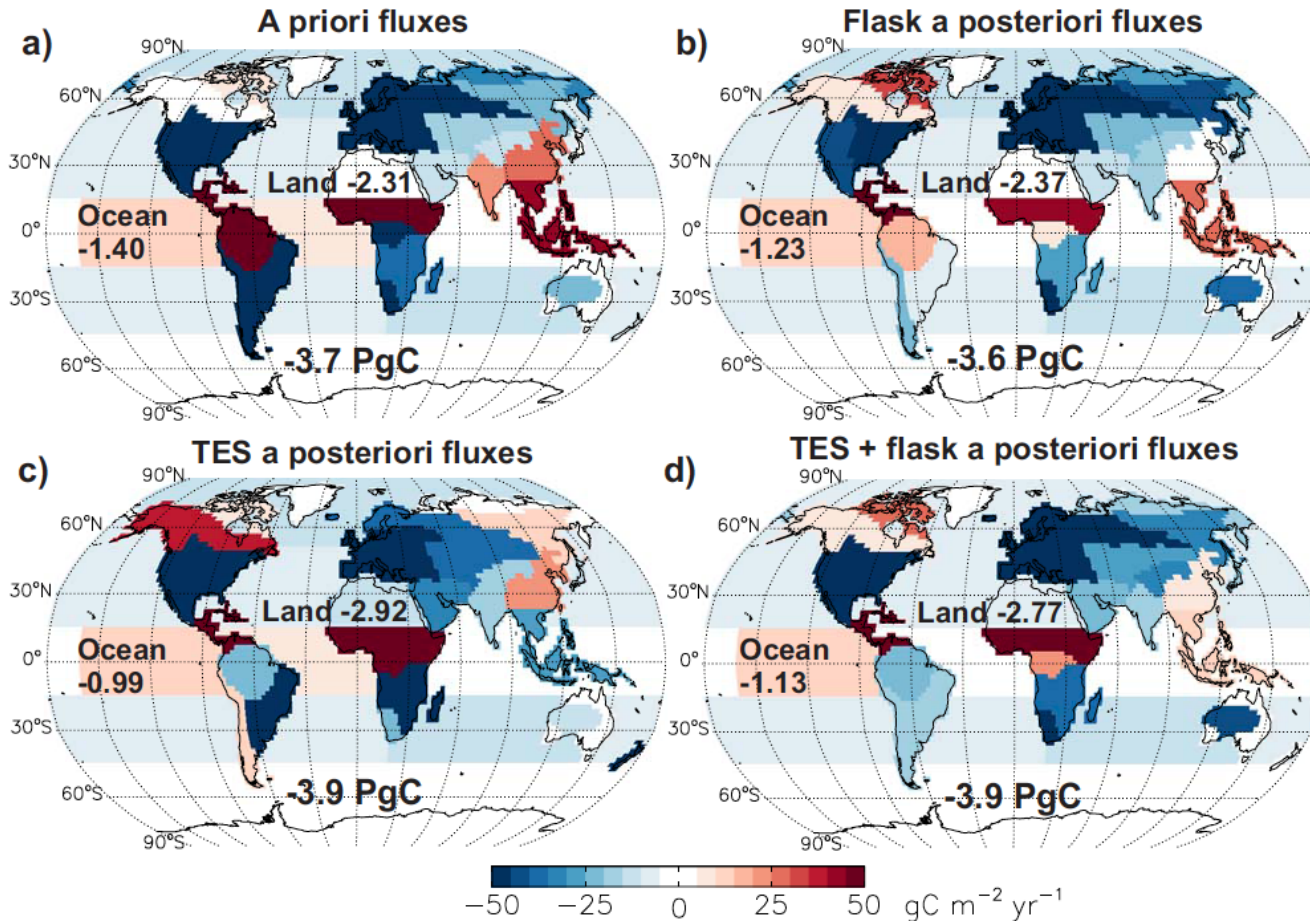 a)
A priori fluxes
90°N
60°N
30°N
0°
30°S
60°S
90°S
Land -2.31
Ocean
-1.40
-3.7 PgC
b)
Flask a posteriori fluxes
90°N
60°N
30°N
0°
30°S
60°S
90°S
Land -2.37
Ocean
-1.23
-3.6 PgC
c)
TES a posteriori fluxes
90°N
60°N
30°N
0°
30°S
60°S
90°S
Land -2.92
Ocean
-0.99
-3.9 PgC
d)
TES + flask a posteriori fluxes
90°N
60°N
30°N
0°
30°S
60°S
90°S
Land -2.77
Ocean
-1.13
-3.9 PgC
−50 −25 0 25 50 gC m⁻² yr⁻¹